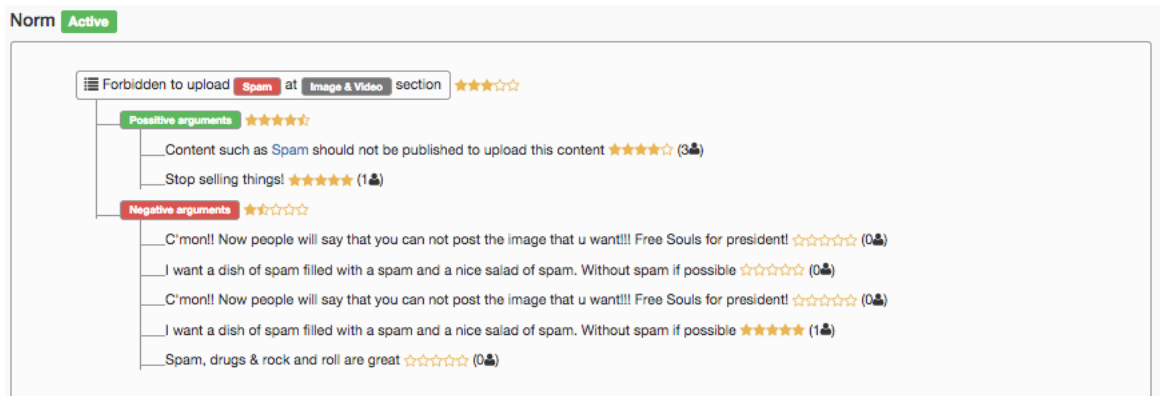 Norm Active
Forbidden to upload Spam at Image & Video section
Possitive arguments
Content such as Spam should not be published to upload this content (3)
Stop selling things! (1)
Negative arguments
C'mon!! Now people will say that you can not post the image that u want!!! Free Souls for president! (0)
I want a dish of spam filled with a spam and a nice salad of spam. Without spam if possible (0)
C'mon!! Now people will say that you can not post the image that u want!!! Free Souls for president! (0)
I want a dish of spam filled with a spam and a nice salad of spam. Without spam if possible (1)
Spam, drugs & rock and roll are great (0)